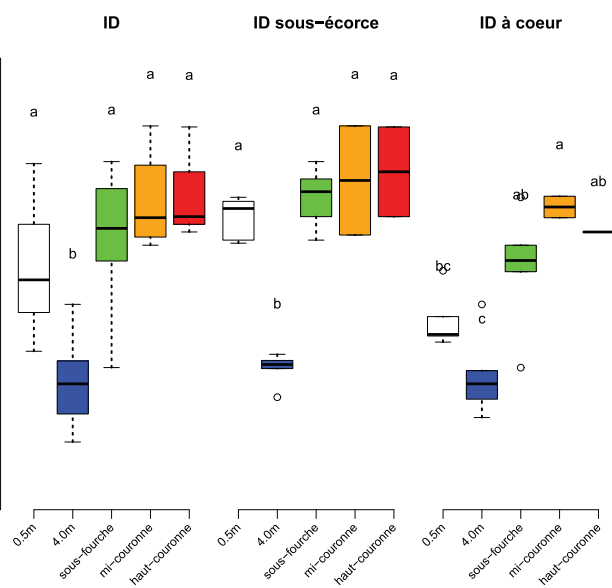 ID ID sous-écorce ID à coeur
a a
a a a
a
ab
a
a
b
bc
b
c
ab
0.5m 4.0m sous-fourche mi-couronne haut-couronne 0.5m 4.0m sous-fourche mi-couronne haut-couronne 0.5m 4.0m sous-fourche mi-couronne haut-couronne